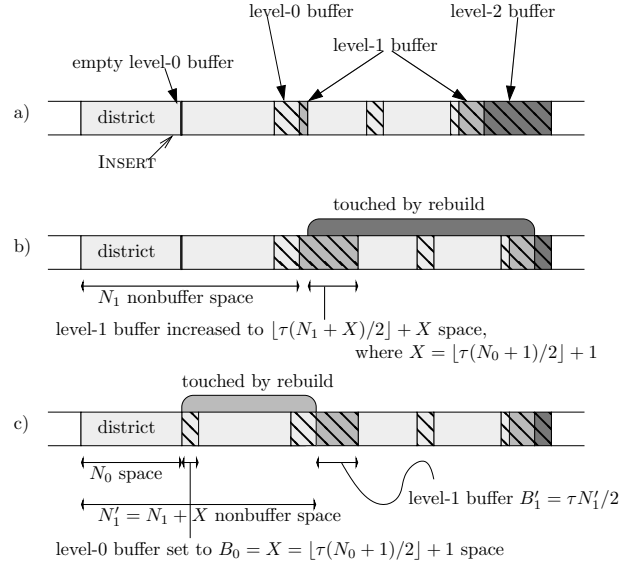 level-0 buffer
level-2 buffer
level-1 buffer
empty level-0 buffer
a)
district
INSERT
touched by rebuild
b)
district
N₁ nonbuffer space
level-1 buffer increased to ⌊τ(N₁ + X)/2⌋ + X space,
where X = ⌊τ(N₀ + 1)/2⌋ + 1
touched by rebuild
c)
district
N₀ space
N′₁ = N₁ + X nonbuffer space
level-1 buffer B′₁ = τN′₁/2
level-0 buffer set to B₀ = X = ⌊τ(N₀ + 1)/2⌋ + 1 space